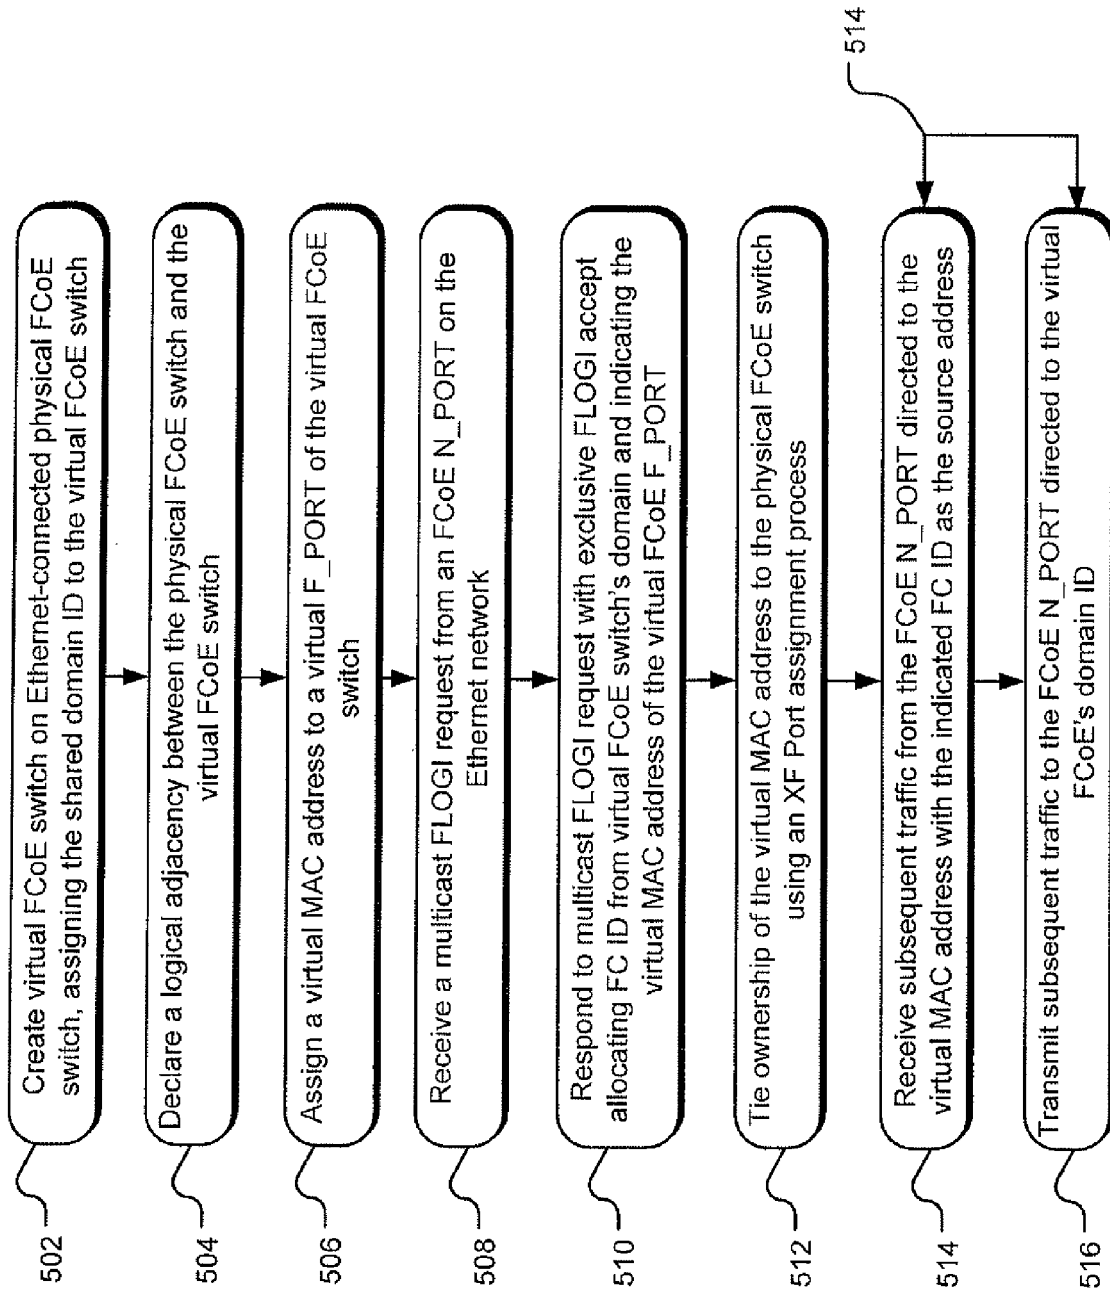 502
Create virtual FCoE switch on Ethernet-connected physical FCoE
switch, assigning the shared domain ID to the virtual FCoE switch
504
Declare a logical adjacency between the physical FCoE switch and the
virtual FCoE switch
506
Assign a virtual MAC address to a virtual F_PORT of the virtual FCoE
switch
508
Receive a multicast FLOGI request from an FCoE N_PORT on the
Ethernet network
510
Respond to multicast FLOGI request with exclusive FLOGI accept
allocating FC ID from virtual FCoE switch's domain and indicating the
virtual MAC address of the virtual FCoE F_PORT
512
Tie ownership of the virtual MAC address to the physical FCoE switch
using an XF Port assignment process
514
514
Receive subsequent traffic from the FCoE N_PORT directed to the
virtual MAC address with the indicated FC ID as the source address
516
Transmit subsequent traffic to the FCoE N_PORT directed to the virtual
FCoE's domain ID